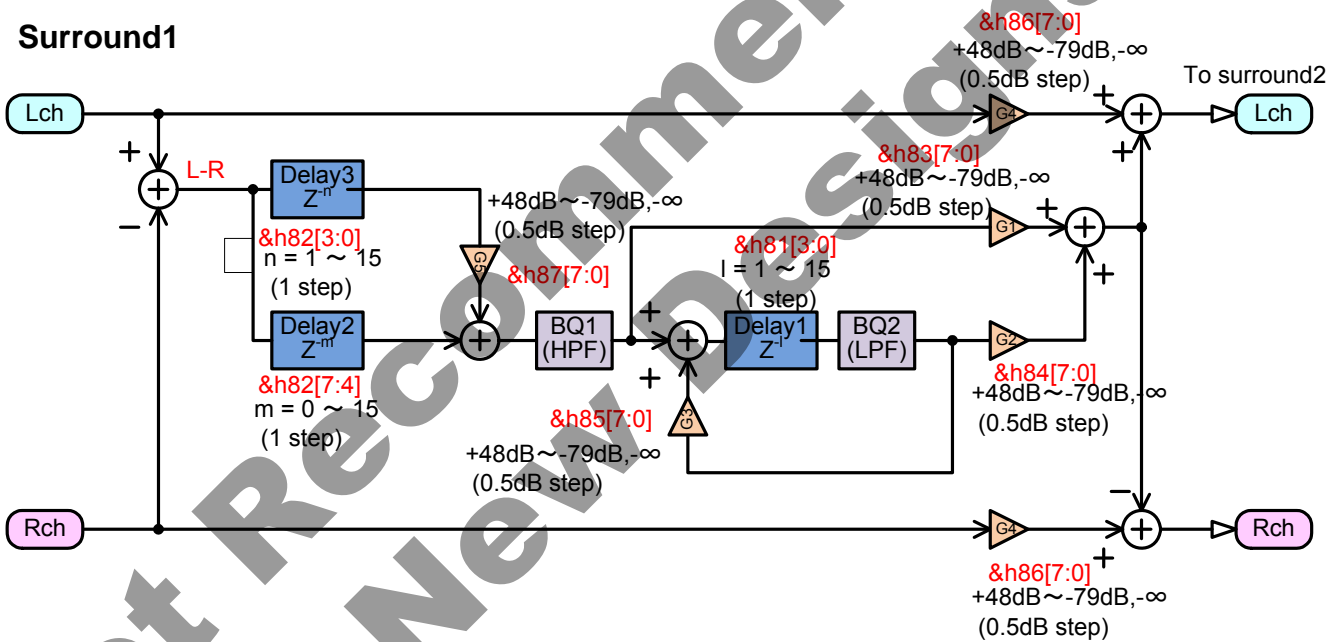 Surround1
&h86[7:0]
+48dB～-79dB,-∞
(0.5dB step)
To surround2
Lch
G4
+
+
Lch
+
L-R
+
−
Delay3
Z-n
&h82[3:0]
n = 1 ～ 15
(1 step)
+48dB～-79dB,-∞
(0.5dB step)
G5
&h87[7:0]
&h83[7:0]
+48dB～-79dB,-∞
(0.5dB step)
G1
+
+
+
&h81[3:0]
l = 1 ～ 15
(1 step)
Delay2
Z-m
&h82[7:4]
m = 0 ～ 15
(1 step)
+
BQ1
(HPF)
+
+
+
Delay1
Z-l
BQ2
(LPF)
G2
&h84[7:0]
+48dB～-79dB,-∞
(0.5dB step)
&h85[7:0]
G3
+48dB～-79dB,-∞
(0.5dB step)
Rch
G4
−
+
+
Rch
&h86[7:0]
+48dB～-79dB,-∞
(0.5dB step)
New Design